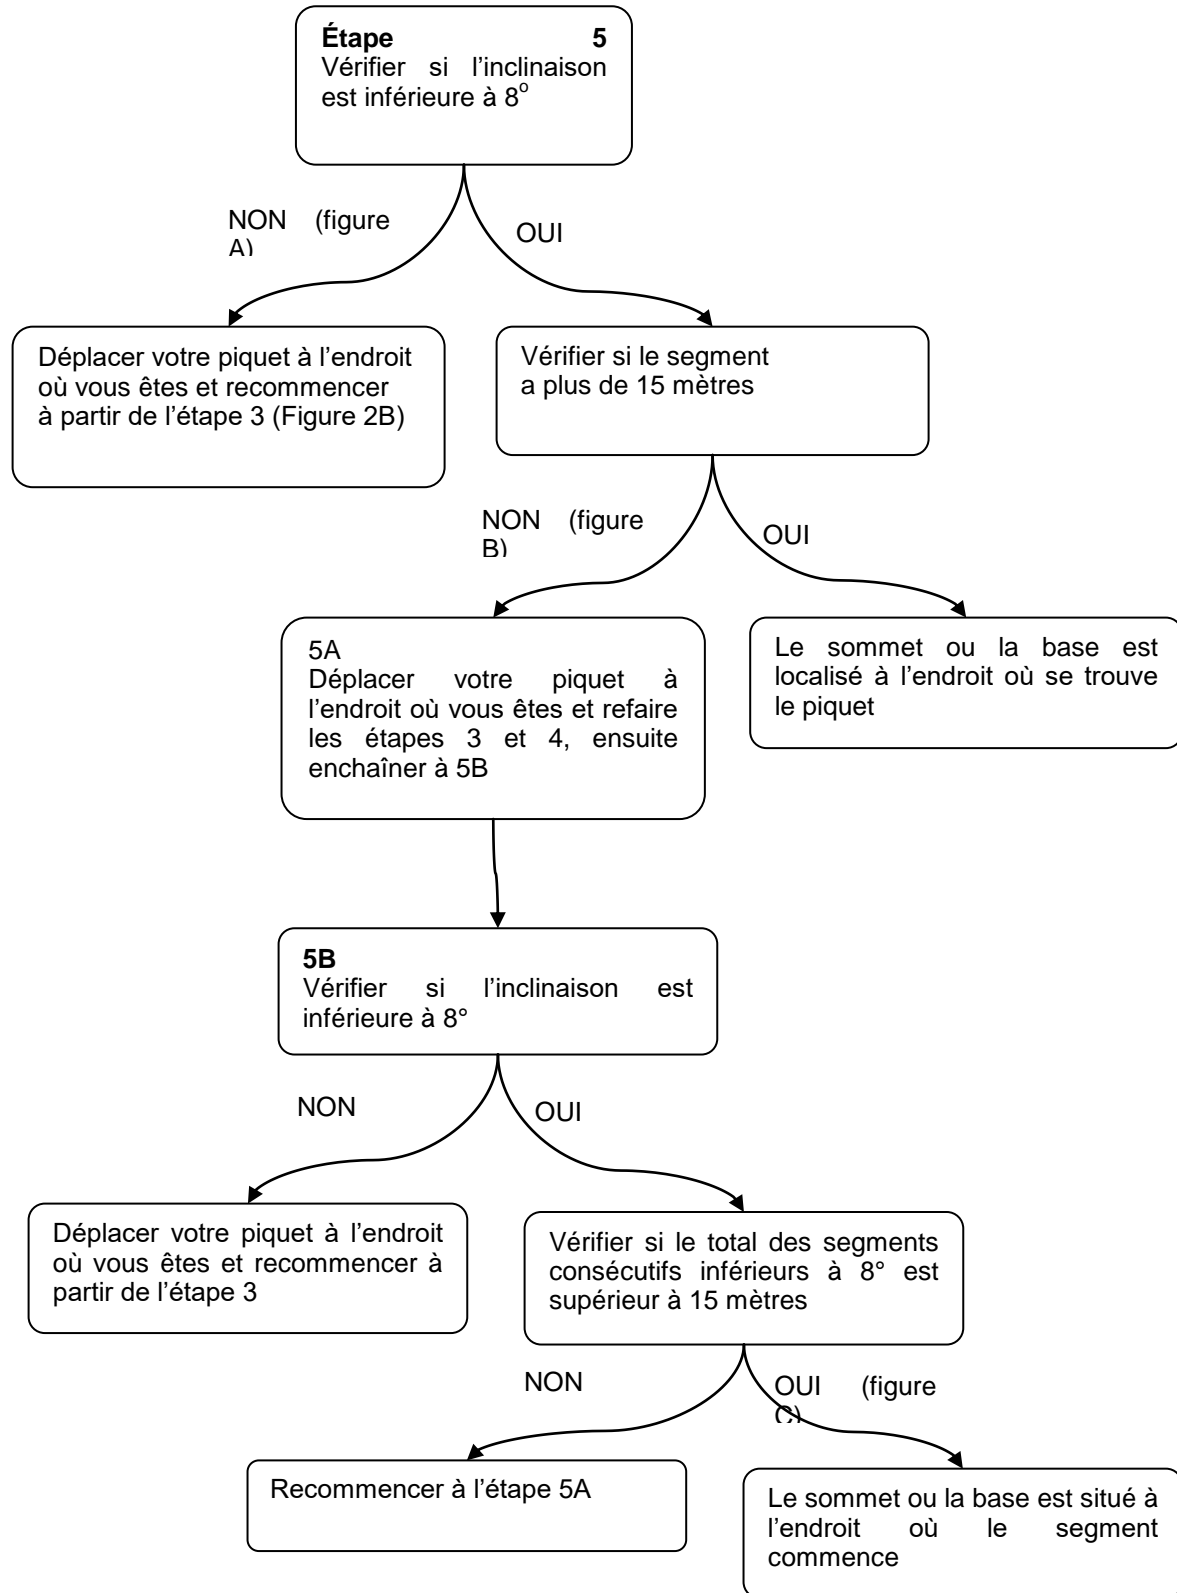 Étape 5
Vérifier si l’inclinaison
est inférieure à 8°
NON (figure
A)
OUI
Déplacer votre piquet à l’endroit
où vous êtes et recommencer
à partir de l’étape 3 (Figure 2B)
Vérifier si le segment
a plus de 15 mètres
NON (figure
B)
OUI
5A
Déplacer votre piquet à
l’endroit où vous êtes et refaire
les étapes 3 et 4, ensuite
enchaîner à 5B
Le sommet ou la base est
localisé à l’endroit où se trouve
le piquet
5B
Vérifier si l’inclinaison est
inférieure à 8°
NON
OUI
Déplacer votre piquet à l’endroit
où vous êtes et recommencer à
partir de l’étape 3
Vérifier si le total des segments
consécutifs inférieurs à 8° est
supérieur à 15 mètres
NON
OUI (figure
C)
Recommencer à l’étape 5A
Le sommet ou la base est situé à
l’endroit où le segment
commence